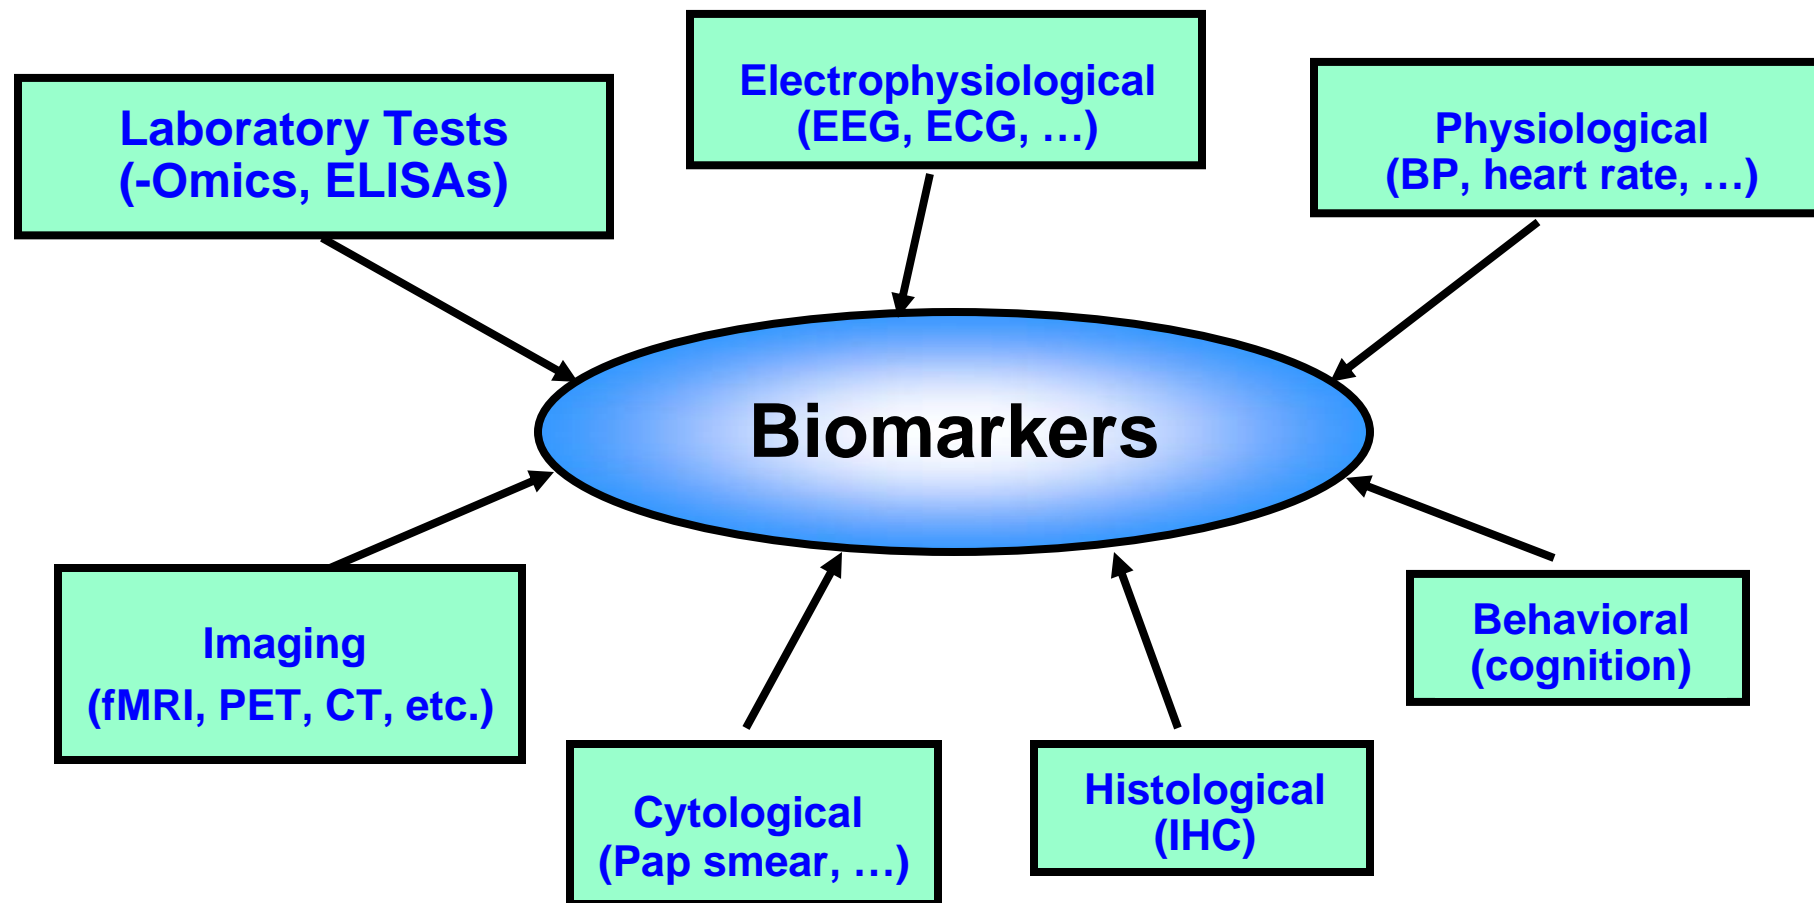 Electrophysiological
(EEG, ECG, …)
Laboratory Tests
(-Omics, ELISAs)
Physiological
(BP, heart rate, …)
Biomarkers
Imaging
(fMRI, PET, CT, etc.)
Behavioral
(cognition)
Cytological
(Pap smear, …)
Histological
(IHC)